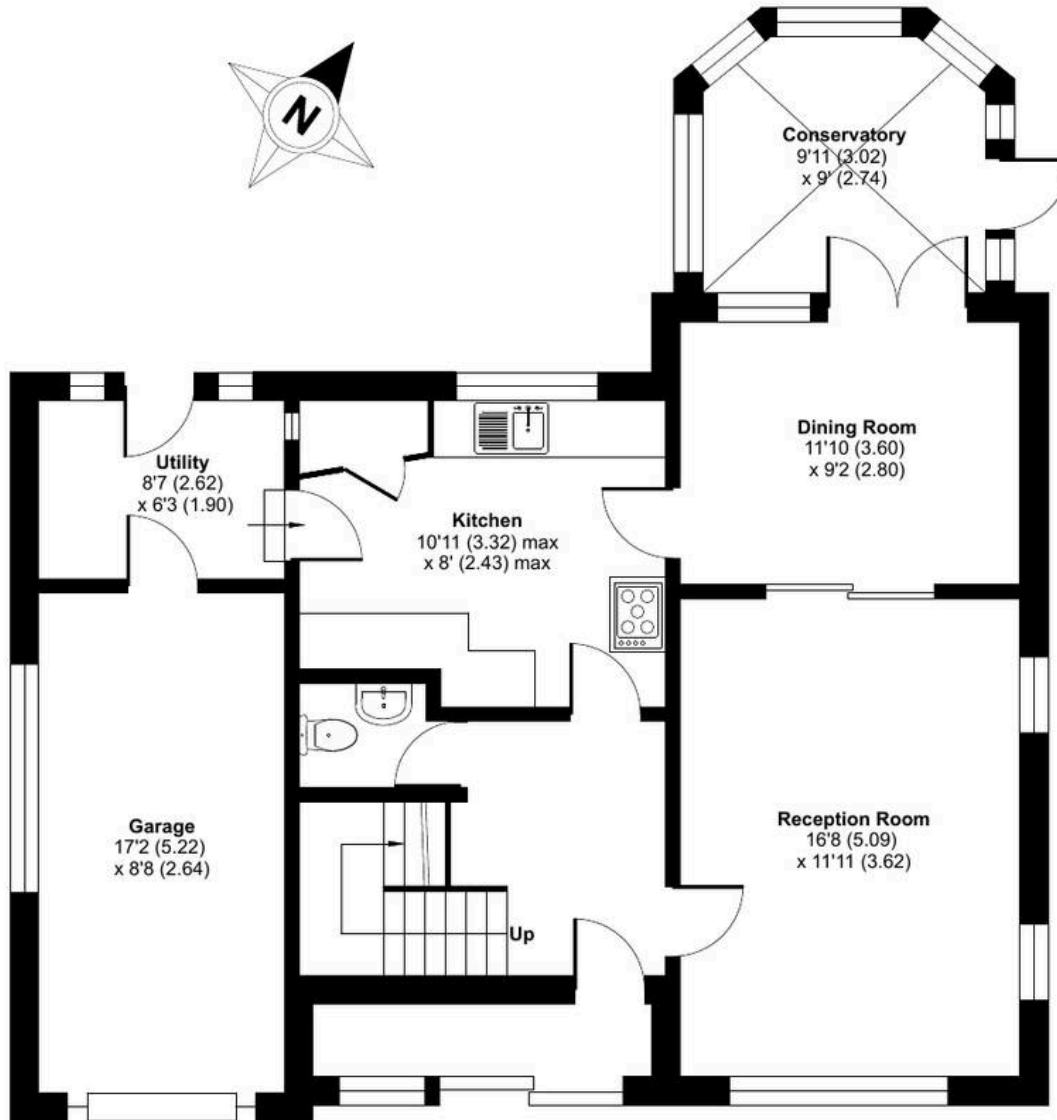 N
Conservatory
9'11 (3.02)
x 9' (2.74)
Dining Room
11'10 (3.60)
x 9'2 (2.80)
Utility
8'7 (2.62)
x 6'3 (1.90)
Kitchen
10'11 (3.32) max
x 8' (2.43) max
Garage
17'2 (5.22)
x 8'8 (2.64)
Reception Room
16'8 (5.09)
x 11'11 (3.62)
Up